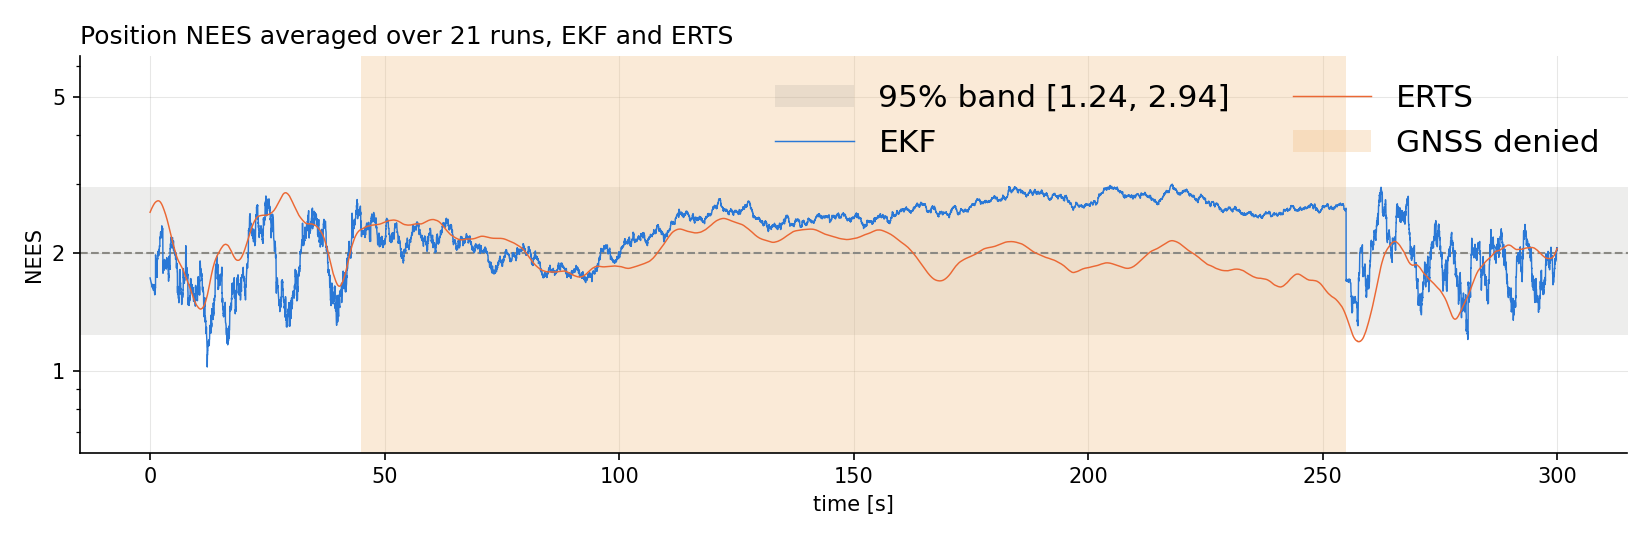 Position NEES averaged over 21 runs, EKF and ERTS
NEES
5
2
1
95% band [1.24, 2.94]
EKF
ERTS
GNSS denied
0
50
100
150
200
250
300
time [s]